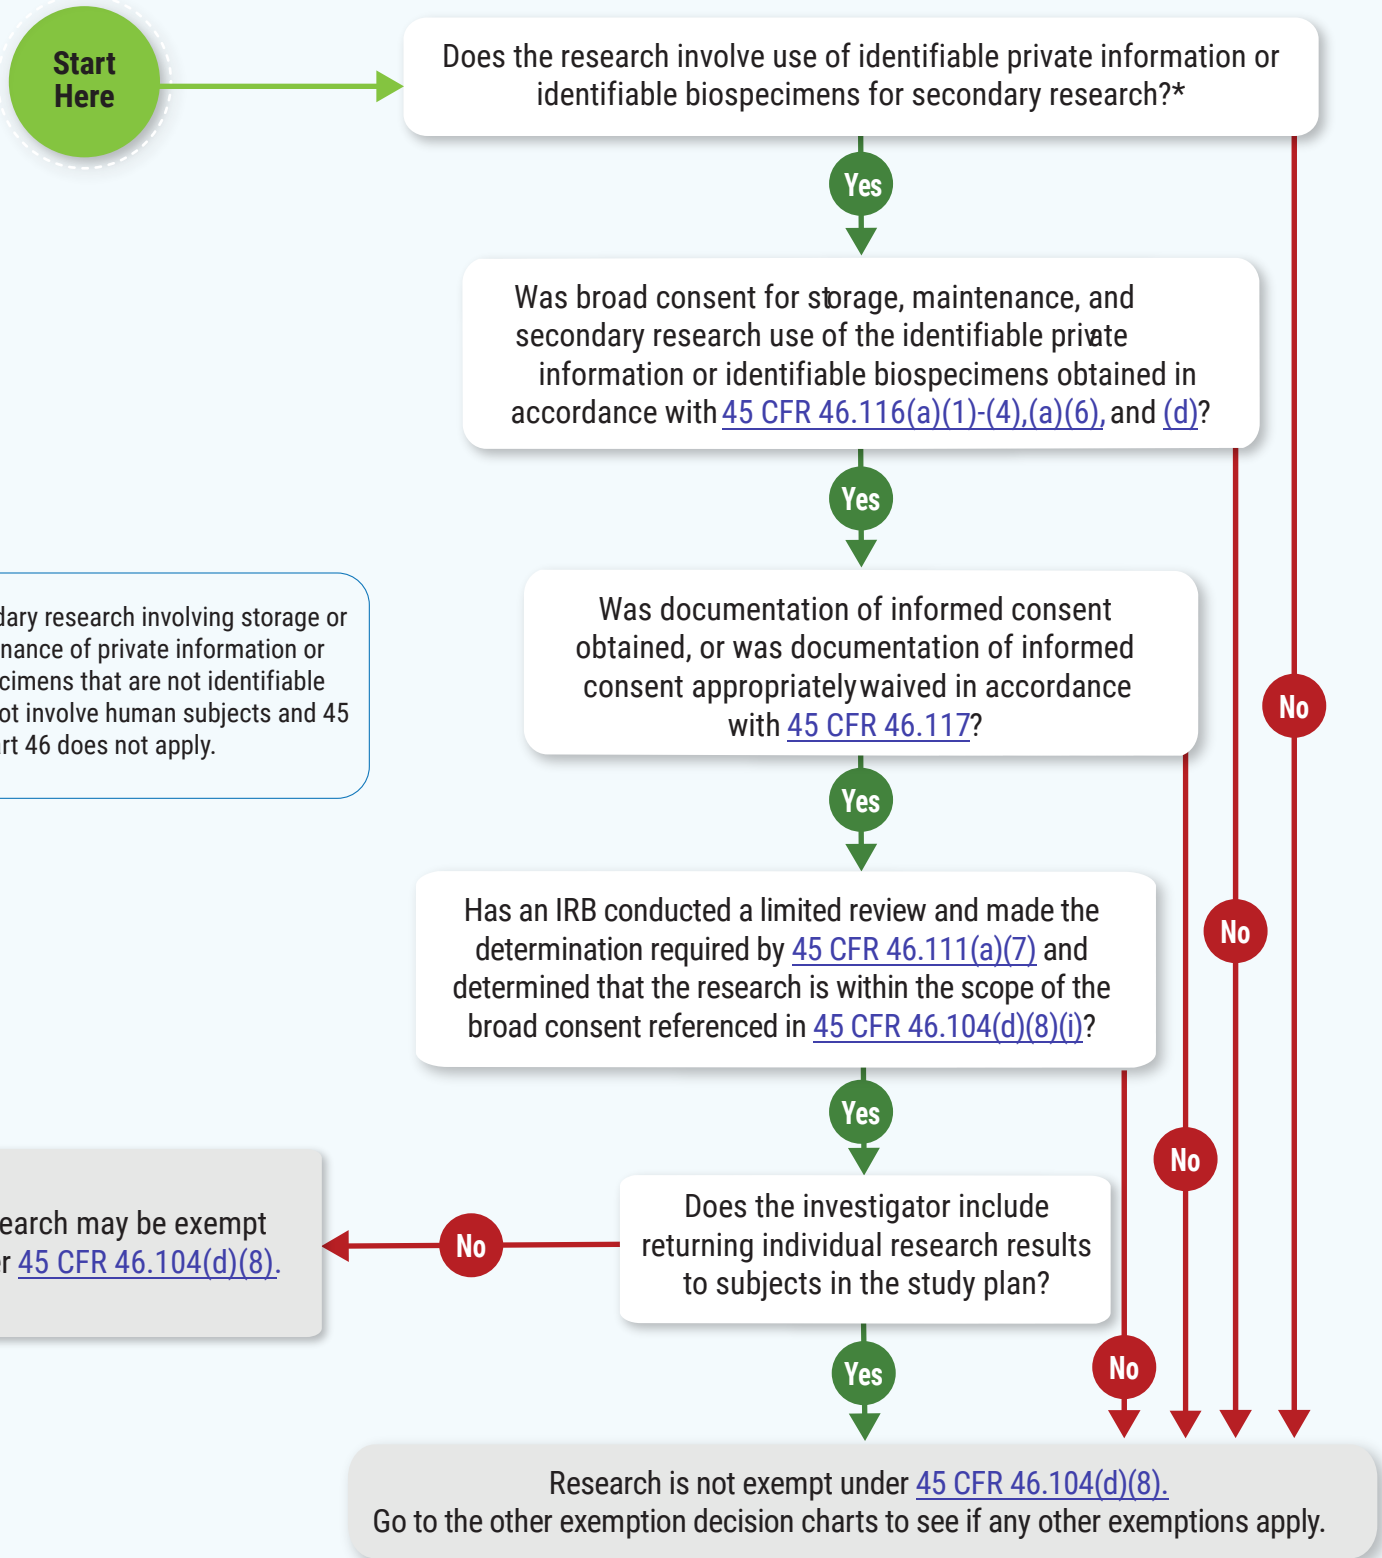 Start
Here
Does the research involve use of identifiable private information or
identifiable biospecimens for secondary research?*
Yes
Was broad consent for storage, maintenance, and
secondary research use of the identifiable private
information or identifiable biospecimens obtained in
accordance with 45 CFR 46.116(a)(1)-(4),(a)(6), and (d)?
Yes
dary research involving storage or
nance of private information or
cimens that are not identifiable
ot involve human subjects and 45
art 46 does not apply.
Was documentation of informed consent
obtained, or was documentation of informed
consent appropriately waived in accordance
with 45 CFR 46.117?
No
Yes
Has an IRB conducted a limited review and made the
determination required by 45 CFR 46.111(a)(7) and
determined that the research is within the scope of the
broad consent referenced in 45 CFR 46.104(d)(8)(i)?
No
Yes
No
Does the investigator include
returning individual research results
to subjects in the study plan?
No
earch may be exempt
r 45 CFR 46.104(d)(8).
Yes
No
Research is not exempt under 45 CFR 46.104(d)(8).
Go to the other exemption decision charts to see if any other exemptions apply.